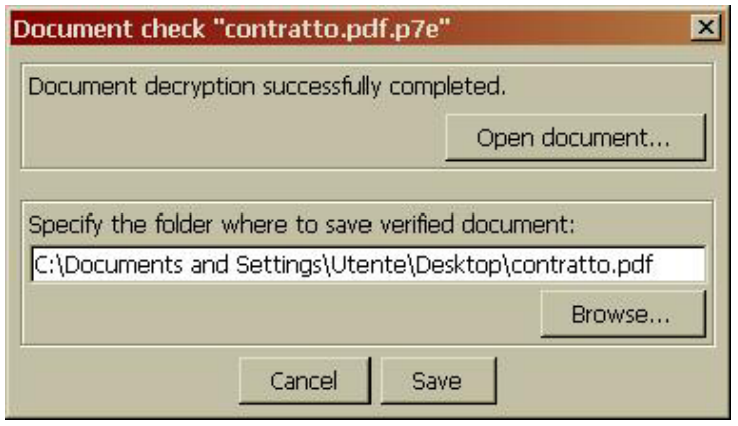 Document check "contratto.pdf.p7e"
Document decryption successfully completed.
Open document...
Specify the folder where to save verified document:
C:\Documents and Settings\Utente\Desktop\contratto.pdf
Browse...
Cancel Save